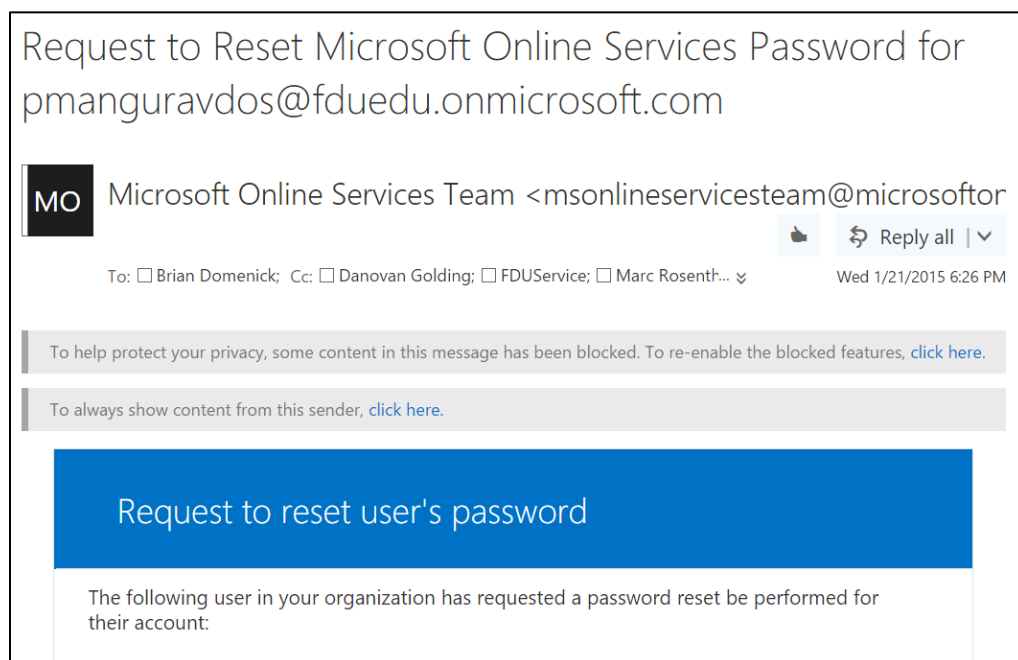 Request to Reset Microsoft Online Services Password for
pmanguravdos@fduedu.onmicrosoft.com
MO
Microsoft Online Services Team <msonlineservicesteam@microsofton
Reply all
To: Brian Domenick; Cc: Danovan Golding; FDUService; Marc Rosenth...
Wed 1/21/2015 6:26 PM
To help protect your privacy, some content in this message has been blocked. To re-enable the blocked features, click here.
To always show content from this sender, click here.
Request to reset user's password
The following user in your organization has requested a password reset be performed for
their account: